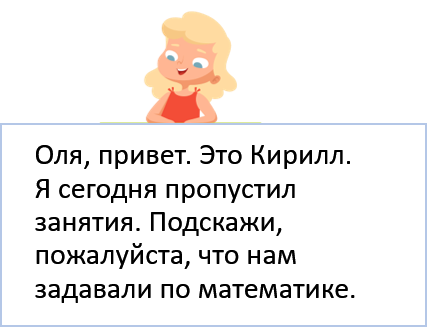 Оля, привет. Это Кирилл.
Я сегодня пропустил
занятия. Подскажи,
пожалуйста, что нам
задавали по математике.